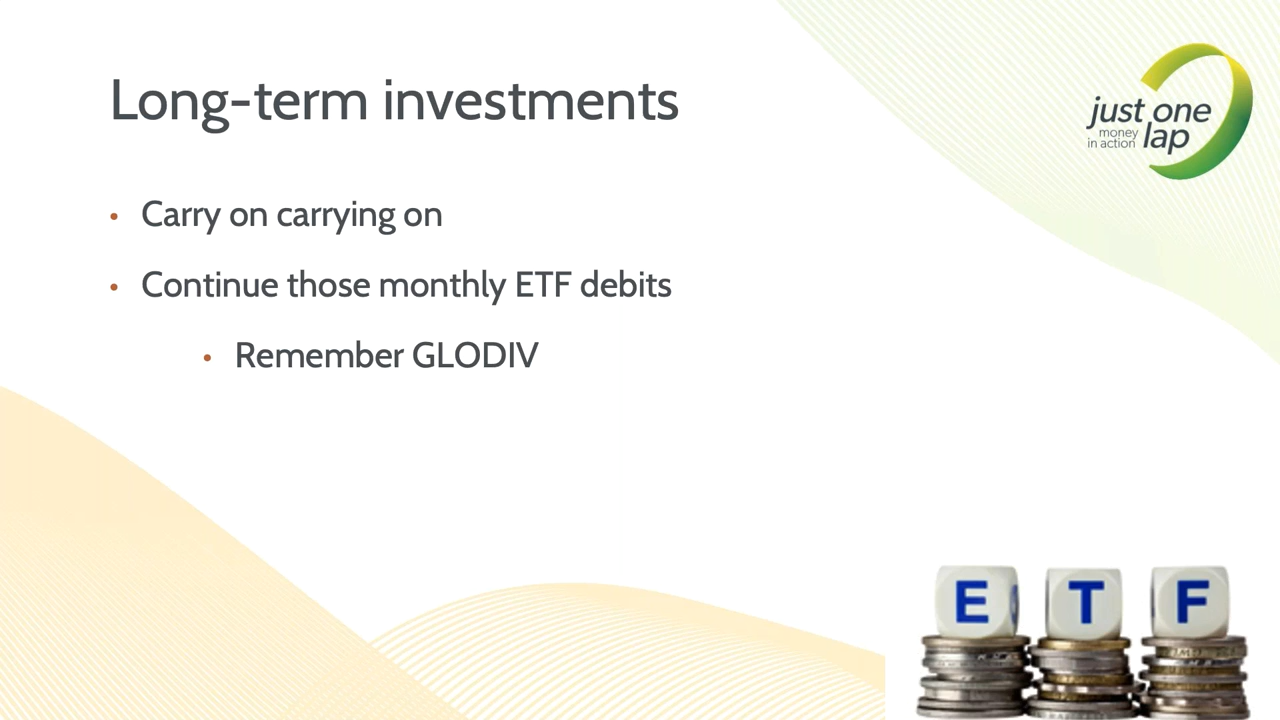 Long-term investments
just one
money lap
in action
• Carry on carrying on
• Continue those monthly ETF debits
• Remember GLODIV
E T F